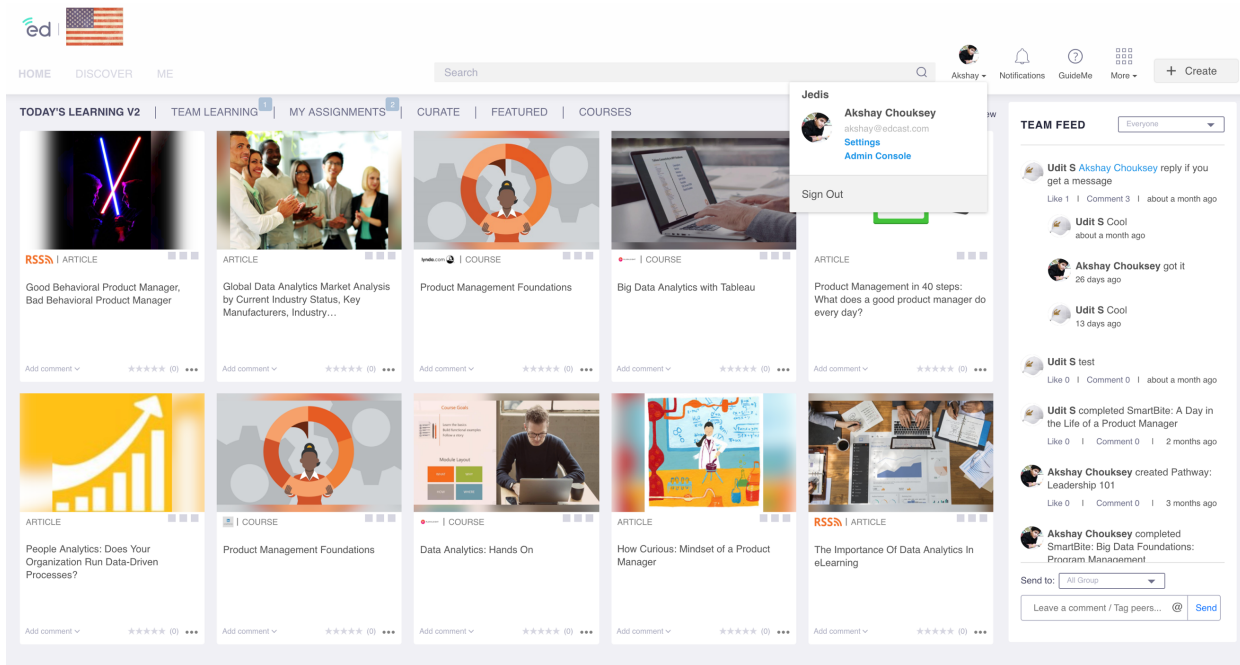 ed
HOME DISCOVER ME
Search
Akshay
Notifications
GuideMe
More
+ Create
TODAY'S LEARNING V2 | TEAM LEARNING 1 | MY ASSIGNMENTS 2 | CURATE | FEATURED | COURSES
Jedis
Akshay Chouksey
akshay@edcast.com
Settings
Admin Console
Sign Out
RSS | ARTICLE
Good Behavioral Product Manager,
Bad Behavioral Product Manager
Add comment (0)
ARTICLE
Global Data Analytics Market Analysis
by Current Industry Status, Key
Manufacturers, Industry…
Add comment (0)
lynda.com | COURSE
Product Management Foundations
Add comment (0)
| COURSE
Big Data Analytics with Tableau
Add comment (0)
ARTICLE
Product Management in 40 steps:
What does a good product manager do
every day?
Add comment (0)
ARTICLE
People Analytics: Does Your
Organization Run Data-Driven
Processes?
Add comment (0)
| COURSE
Product Management Foundations
Add comment (0)
Course Goals
Module Layout
| COURSE
Data Analytics: Hands On
Add comment (0)
ARTICLE
How Curious: Mindset of a Product
Manager
Add comment (0)
RSS | ARTICLE
The Importance Of Data Analytics In
eLearning
Add comment (0)
TEAM FEED
Everyone
Udit S Akshay Chouksey reply if you
get a message
Like 1 | Comment 3 | about a month ago
Udit S Cool
about a month ago
Akshay Chouksey got it
26 days ago
Udit S Cool
13 days ago
Udit S test
Like 0 | Comment 0 | about a month ago
Udit S completed SmartBite: A Day in
the Life of a Product Manager
Like 0 | Comment 0 | 2 months ago
Akshay Chouksey created Pathway:
Leadership 101
Like 0 | Comment 0 | 3 months ago
Akshay Chouksey completed
SmartBite: Big Data Foundations:
Program Management
Send to: All Group
Leave a comment / Tag peers... @ Send